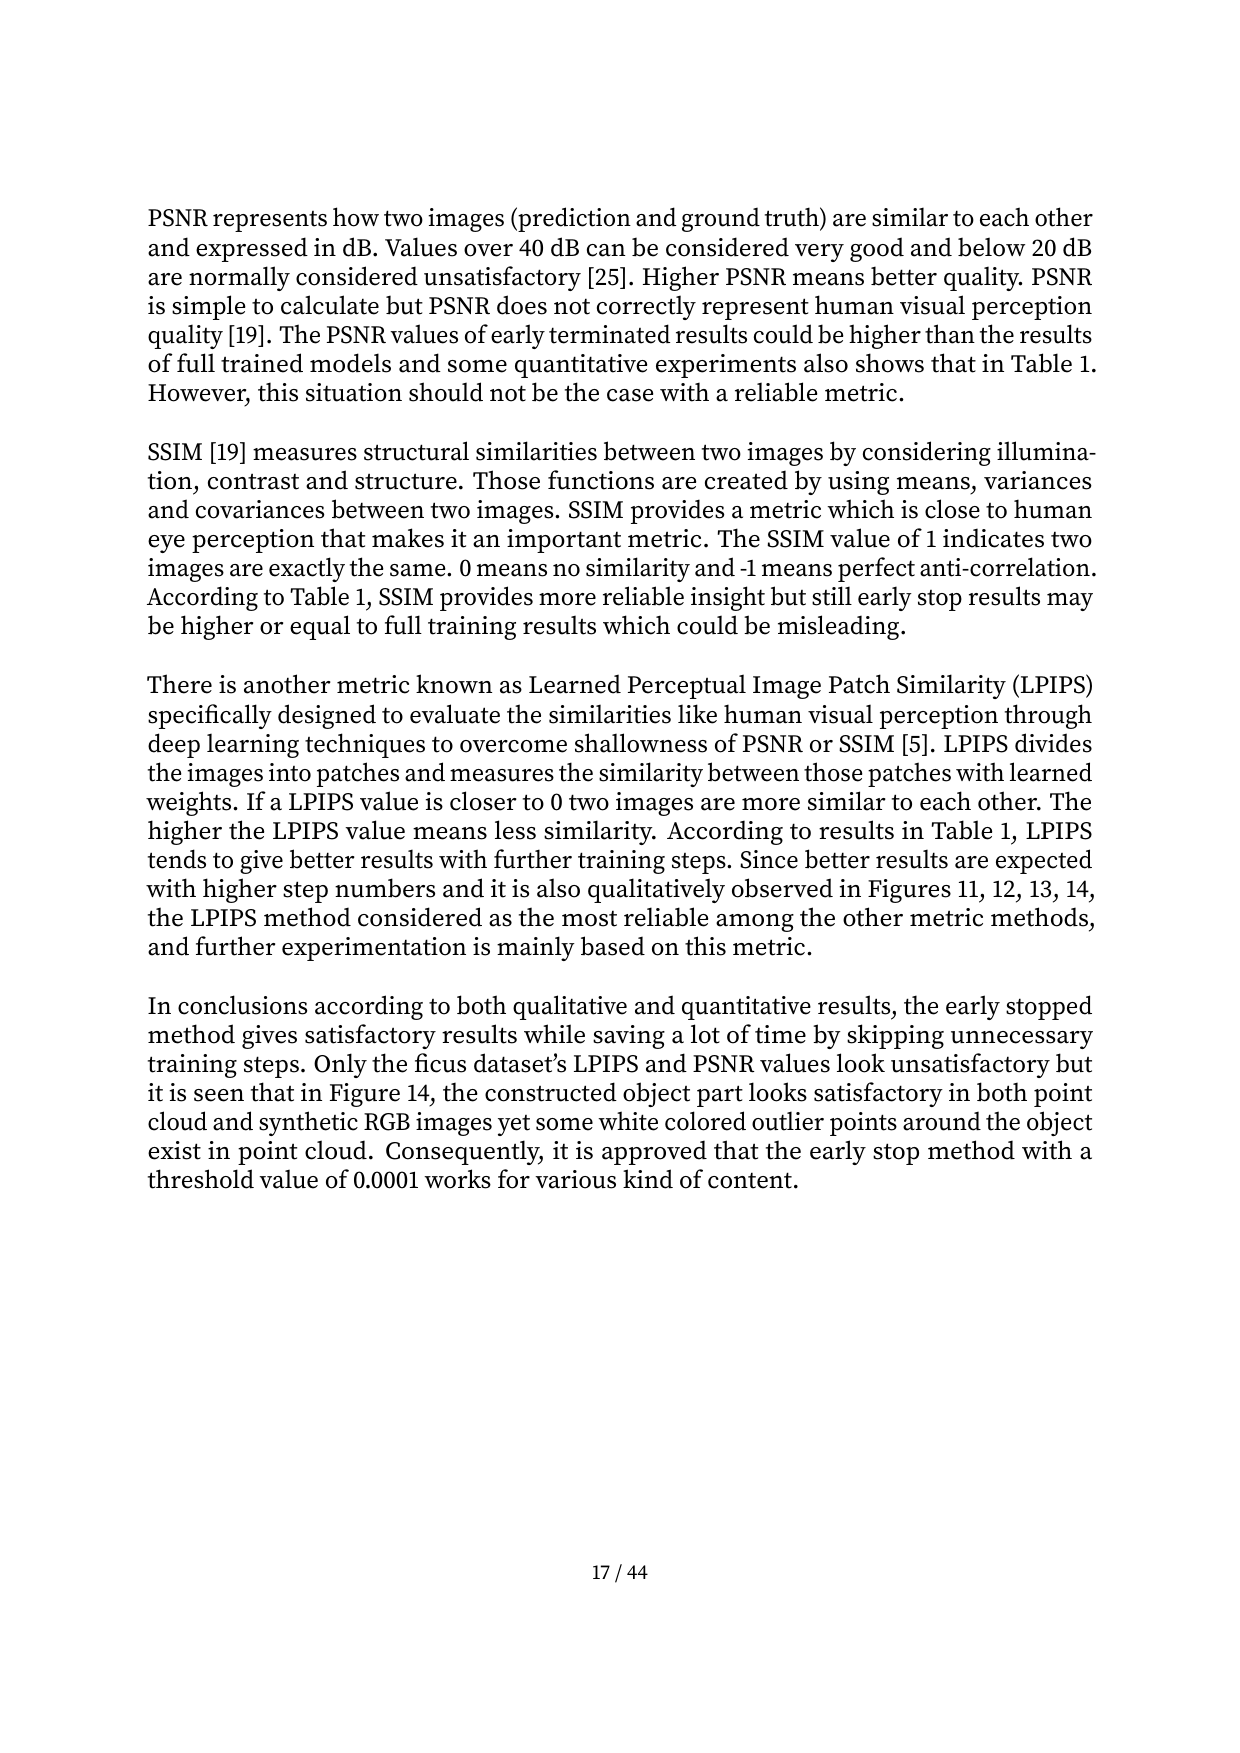 PSNR represents how two images (prediction and ground truth) are similar to each other
and expressed in dB. Values over 40 dB can be considered very good and below 20 dB
are normally considered unsatisfactory [25]. Higher PSNR means better quality. PSNR
is simple to calculate but PSNR does not correctly represent human visual perception
quality [19]. The PSNR values of early terminated results could be higher than the results
of full trained models and some quantitative experiments also shows that in Table 1.
However, this situation should not be the case with a reliable metric.
SSIM [19] measures structural similarities between two images by considering illumina-
tion, contrast and structure. Those functions are created by using means, variances
and covariances between two images. SSIM provides a metric which is close to human
eye perception that makes it an important metric. The SSIM value of 1 indicates two
images are exactly the same. 0 means no similarity and -1 means perfect anti-correlation.
According to Table 1, SSIM provides more reliable insight but still early stop results may
be higher or equal to full training results which could be misleading.
There is another metric known as Learned Perceptual Image Patch Similarity (LPIPS)
specifically designed to evaluate the similarities like human visual perception through
deep learning techniques to overcome shallowness of PSNR or SSIM [5]. LPIPS divides
the images into patches and measures the similarity between those patches with learned
weights. If a LPIPS value is closer to 0 two images are more similar to each other. The
higher the LPIPS value means less similarity. According to results in Table 1, LPIPS
tends to give better results with further training steps. Since better results are expected
with higher step numbers and it is also qualitatively observed in Figures 11, 12, 13, 14,
the LPIPS method considered as the most reliable among the other metric methods,
and further experimentation is mainly based on this metric.
In conclusions according to both qualitative and quantitative results, the early stopped
method gives satisfactory results while saving a lot of time by skipping unnecessary
training steps. Only the ficus dataset’s LPIPS and PSNR values look unsatisfactory but
it is seen that in Figure 14, the constructed object part looks satisfactory in both point
cloud and synthetic RGB images yet some white colored outlier points around the object
exist in point cloud. Consequently, it is approved that the early stop method with a
threshold value of 0.0001 works for various kind of content.
17 / 44